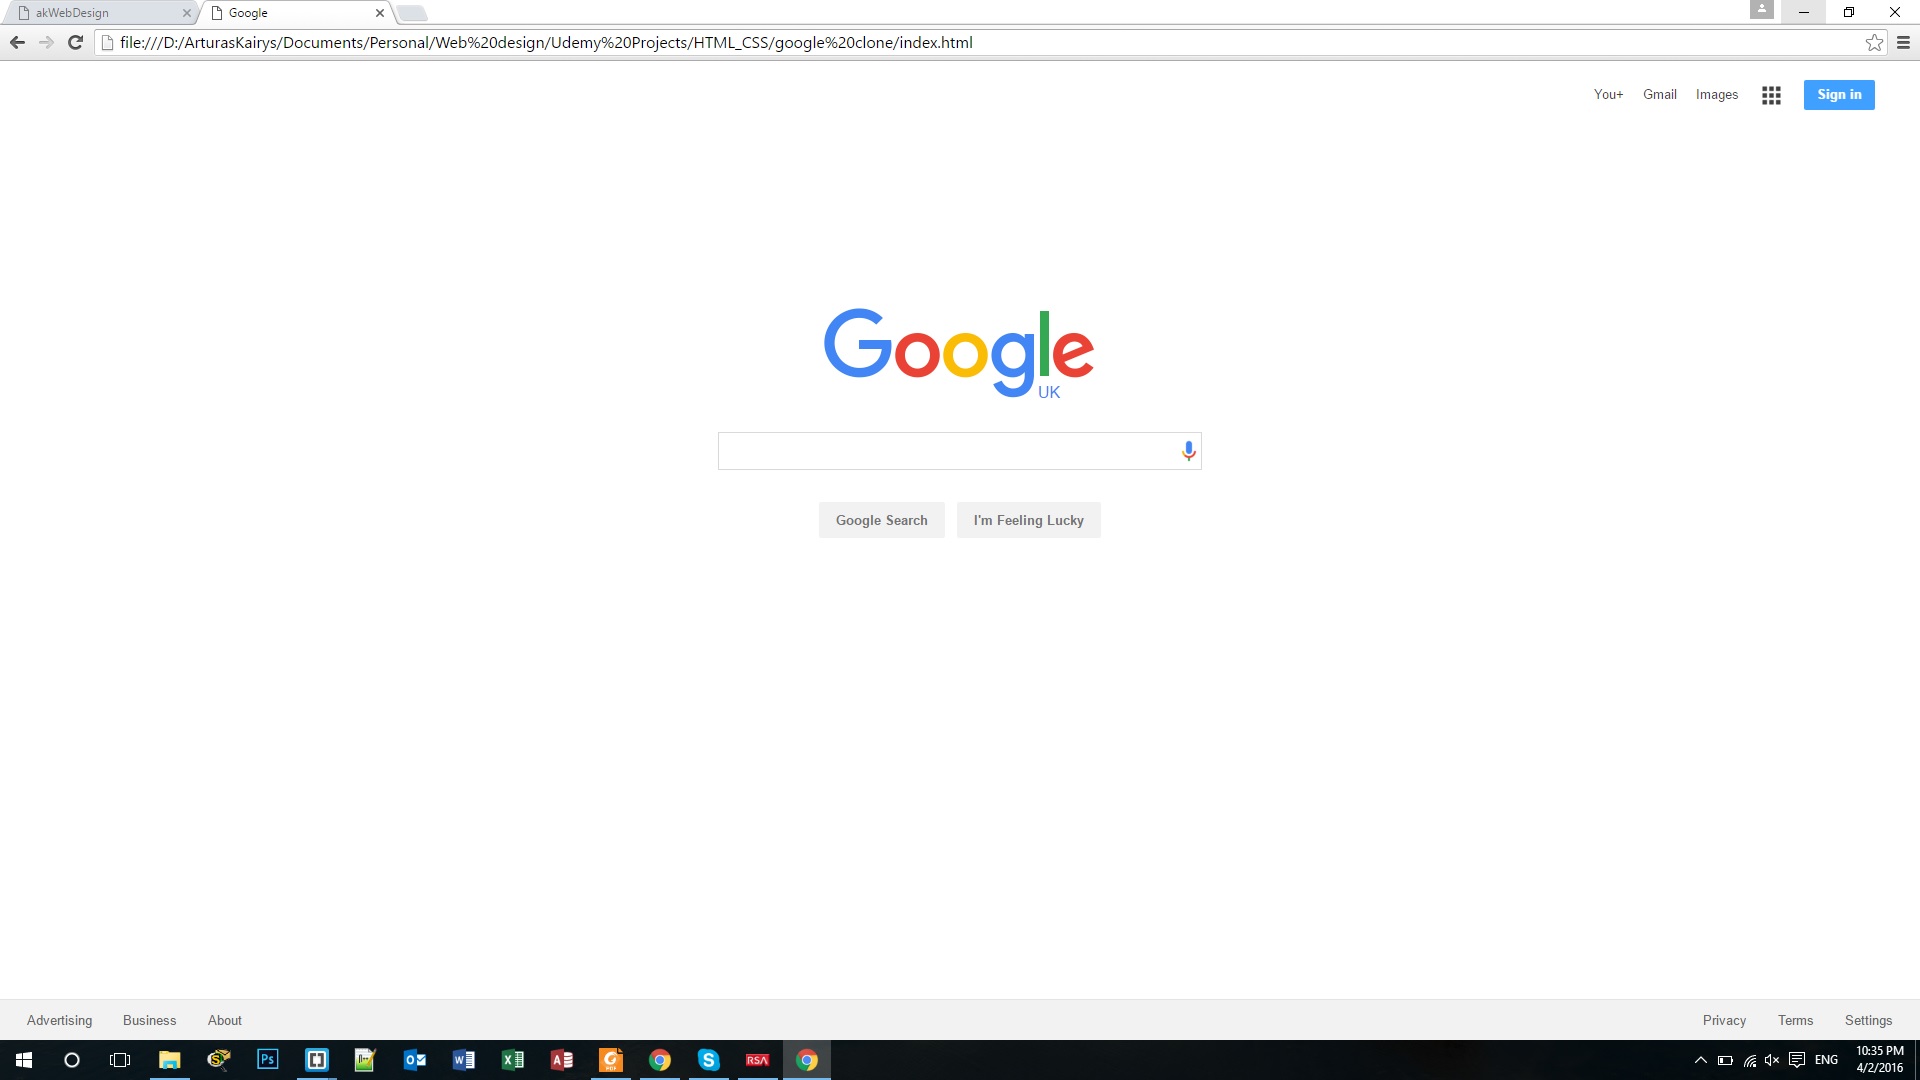 akWebDesign
Google
file:///D:/ArturasKairys/Documents/Personal/Web%20design/Udemy%20Projects/HTML_CSS/google%20clone/index.html
You+ Gmail Images Sign in
Google
UK
Google Search I'm Feeling Lucky
Advertising Business About Privacy Terms Settings
Ps RSA ENG 10:35 PM
4/2/2016